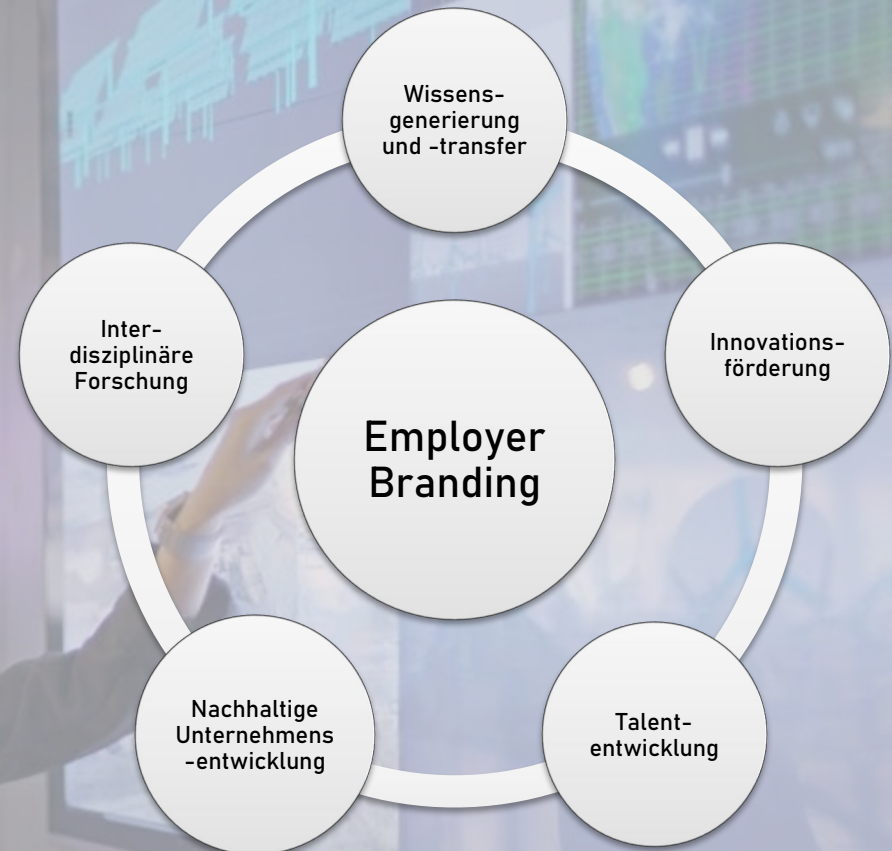 Wissens-
generierung
und -transfer
Inter-
disziplinäre
Forschung
Innovations-
förderung
Employer
Branding
Nachhaltige
Unternehmens
-entwicklung
Talent-
entwicklung